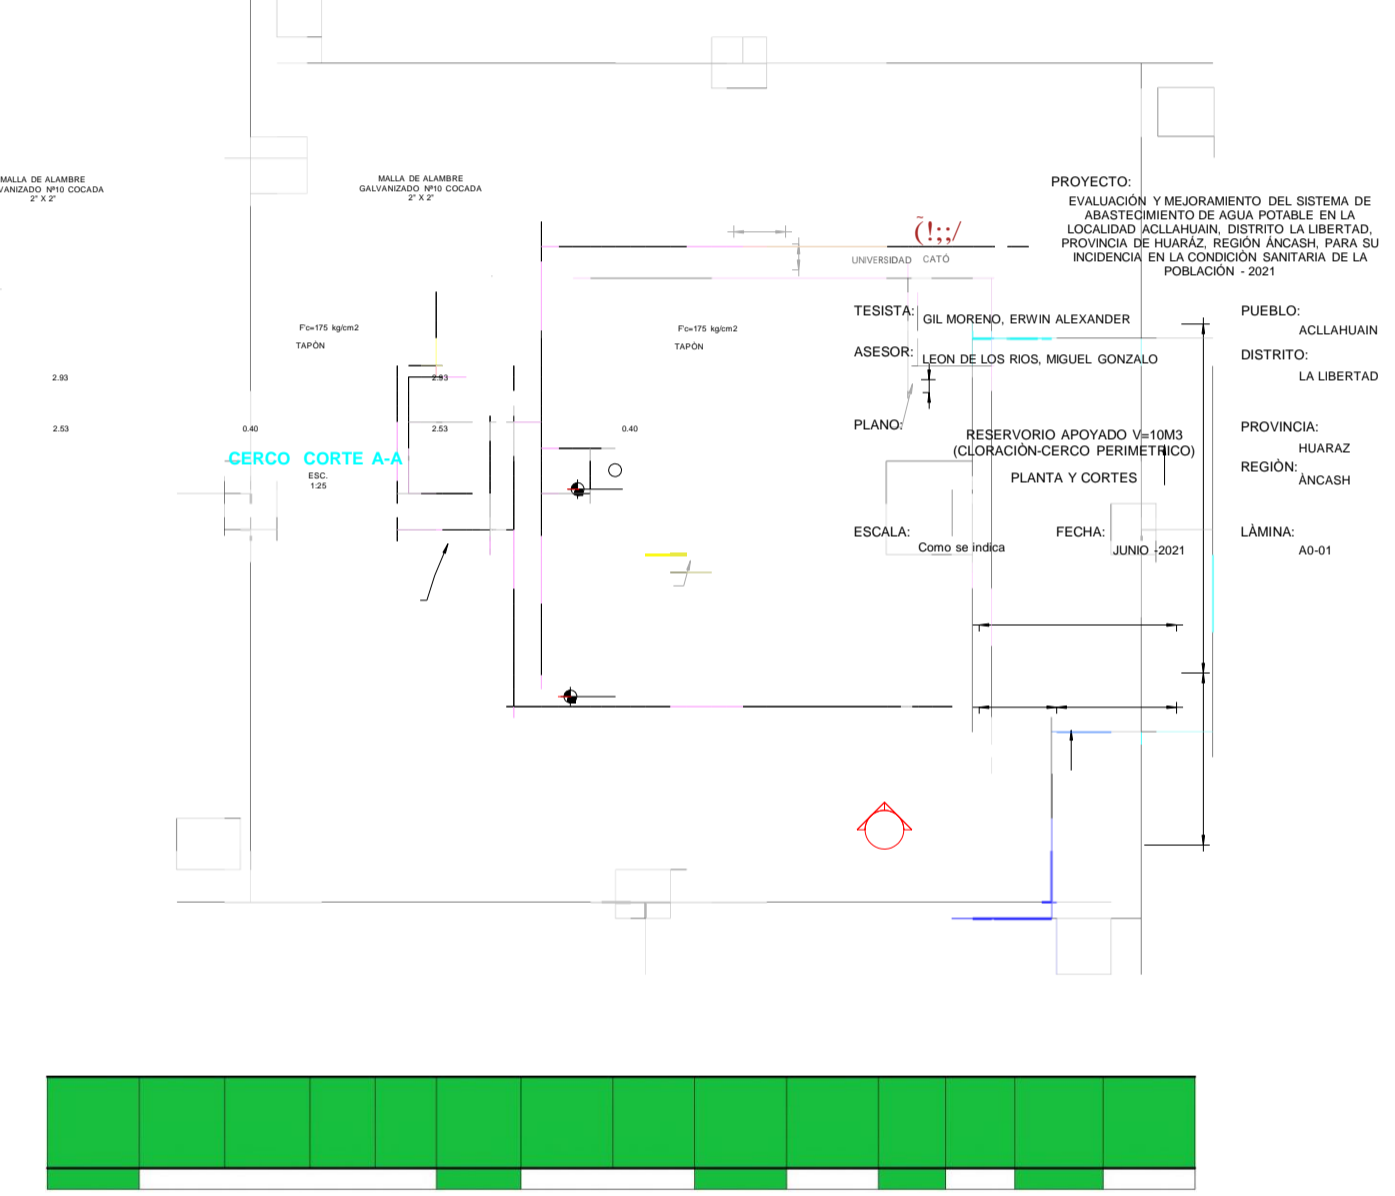 MALLA DE ALAMBRE
VANIZADO Nº10 COCADA
2" X 2"
MALLA DE ALAMBRE
GALVANIZADO Nº10 COCADA
2" X 2"
F'c=175 kg/cm2
TAPÒN
F'c=175 kg/cm2
TAPÒN
2.93
2.93
2.53
0.40
2.53
0.40
CERCO CORTE A-A
ESC.
1:25
UNIVERSIDAD CATÓ
PROYECTO:
EVALUACIÓN Y MEJORAMIENTO DEL SISTEMA DE
ABASTECIMIENTO DE AGUA POTABLE EN LA
LOCALIDAD ACLLAHUAIN, DISTRITO LA LIBERTAD,
PROVINCIA DE HUARÁZ, REGIÓN ÁNCASH, PARA SU
INCIDENCIA EN LA CONDICIÒN SANITARIA DE LA
POBLACIÓN - 2021
TESISTA:
GIL MORENO, ERWIN ALEXANDER
PUEBLO:
ACLLAHUAIN
ASESOR:
LEON DE LOS RIOS, MIGUEL GONZALO
DISTRITO:
LA LIBERTAD
PLANO:
RESERVORIO APOYADO V=10M3
(CLORACIÒN-CERCO PERIMETRICO)
PLANTA Y CORTES
PROVINCIA:
HUARAZ
REGIÒN:
ÀNCASH
ESCALA:
Como se indica
FECHA:
JUNIO -2021
LÀMINA:
A0-01